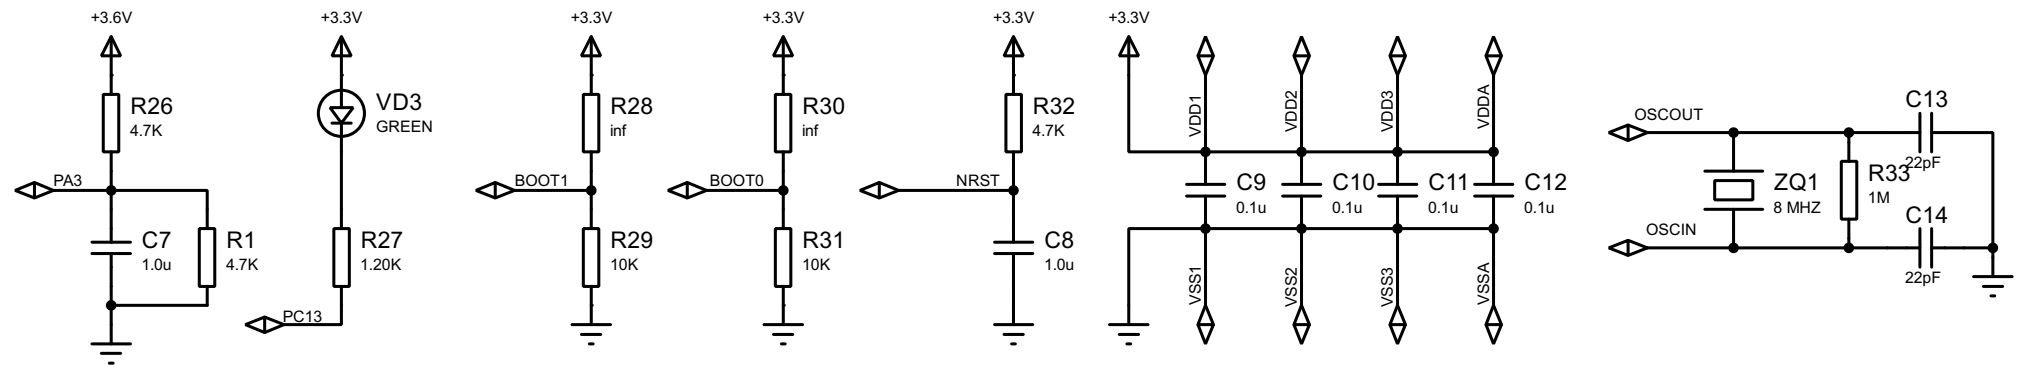 +3.6V
R26
4.7K
PA3
C7
1.0u
R1
4.7K
+3.3V
VD3
GREEN
R27
1.20K
PC13
+3.3V
R28
inf
BOOT1
R29
10K
+3.3V
R30
inf
BOOT0
R31
10K
+3.3V
R32
4.7K
NRST
C8
1.0u
+3.3V
VDD1
VDD2
VDD3
VDDA
C9
0.1u
C10
0.1u
C11
0.1u
C12
0.1u
VSS1
VSS2
VSS3
VSSA
OSCOUT
C13
22pF
ZQ1
8 MHZ
R33
1M
OSCIN
C14
22pF